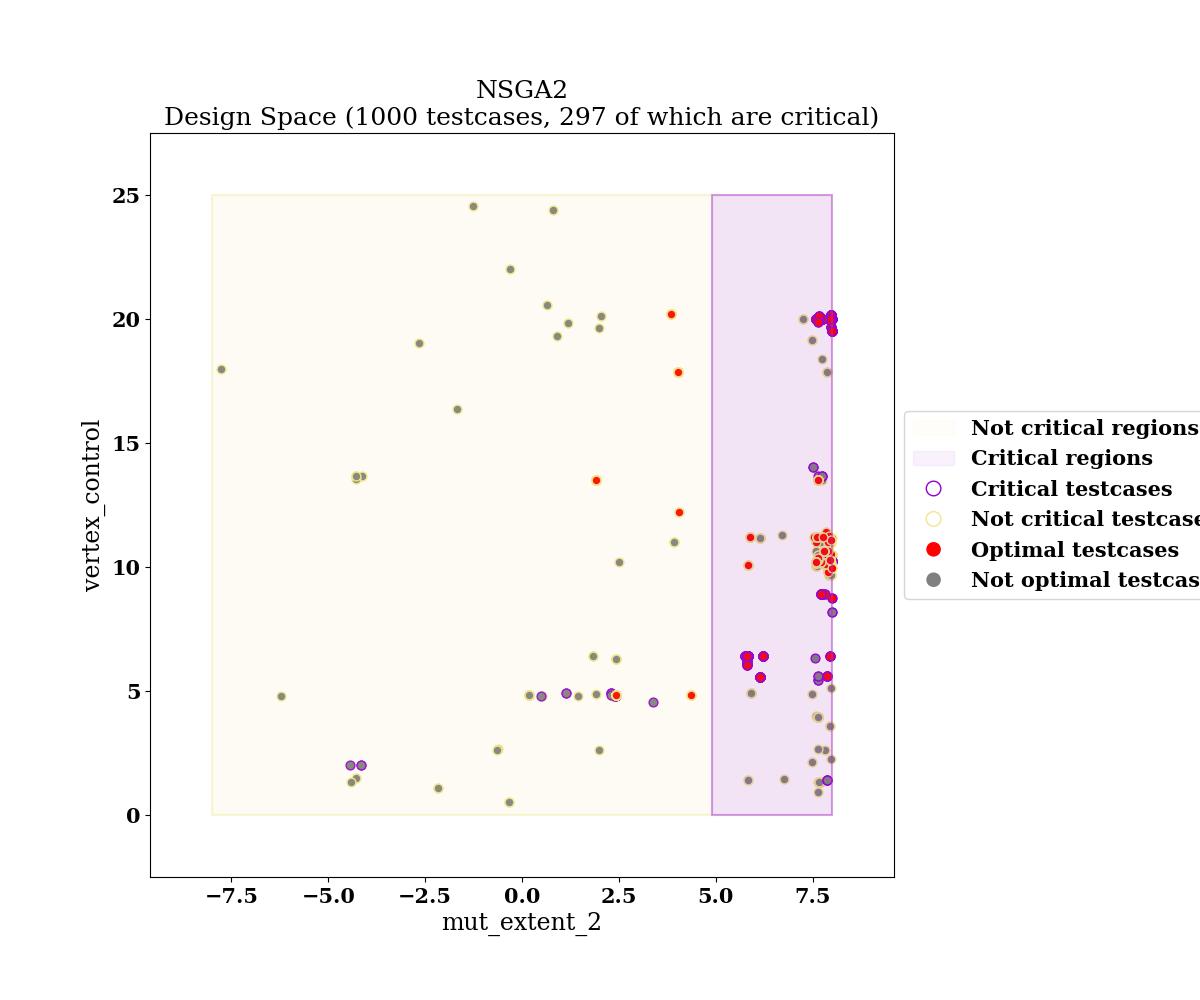 NSGA2
Design Space (1000 testcases, 297 of which are critical)
25
20
15
10
5
0
vertex_control
−7.5 −5.0 −2.5 0.0 2.5 5.0 7.5
mut_extent_2
Not critical regions
Critical regions
Critical testcases
Not critical testcase
Optimal testcases
Not optimal testcas